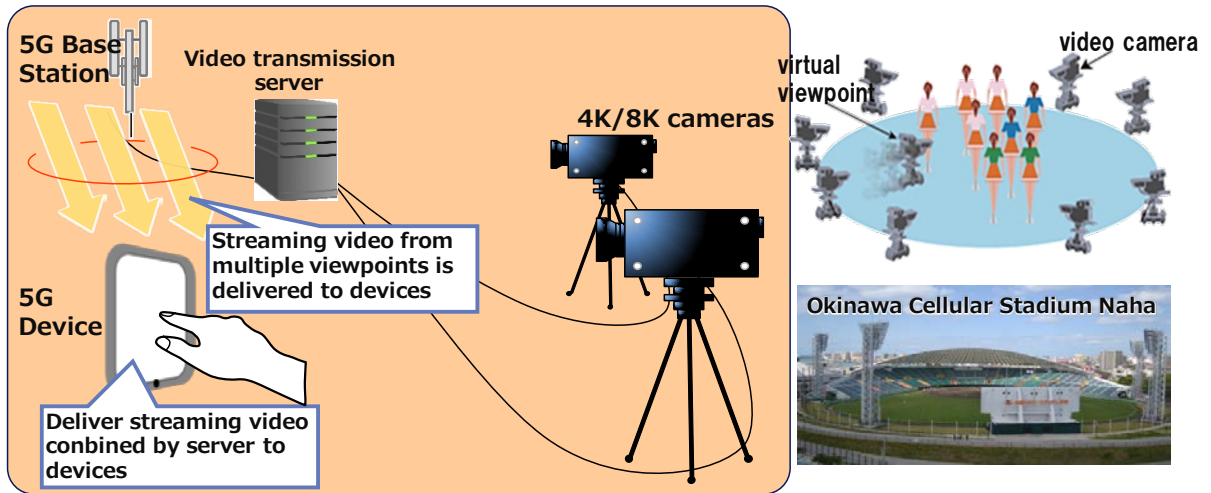 5G Base
Station
Video transmission
server
4K/8K cameras
Streaming video from
multiple viewpoints is
delivered to devices
5G
Device
Deliver streaming video
conbined by server to
devices
video camera
virtual
viewpoint
Okinawa Cellular Stadium Naha